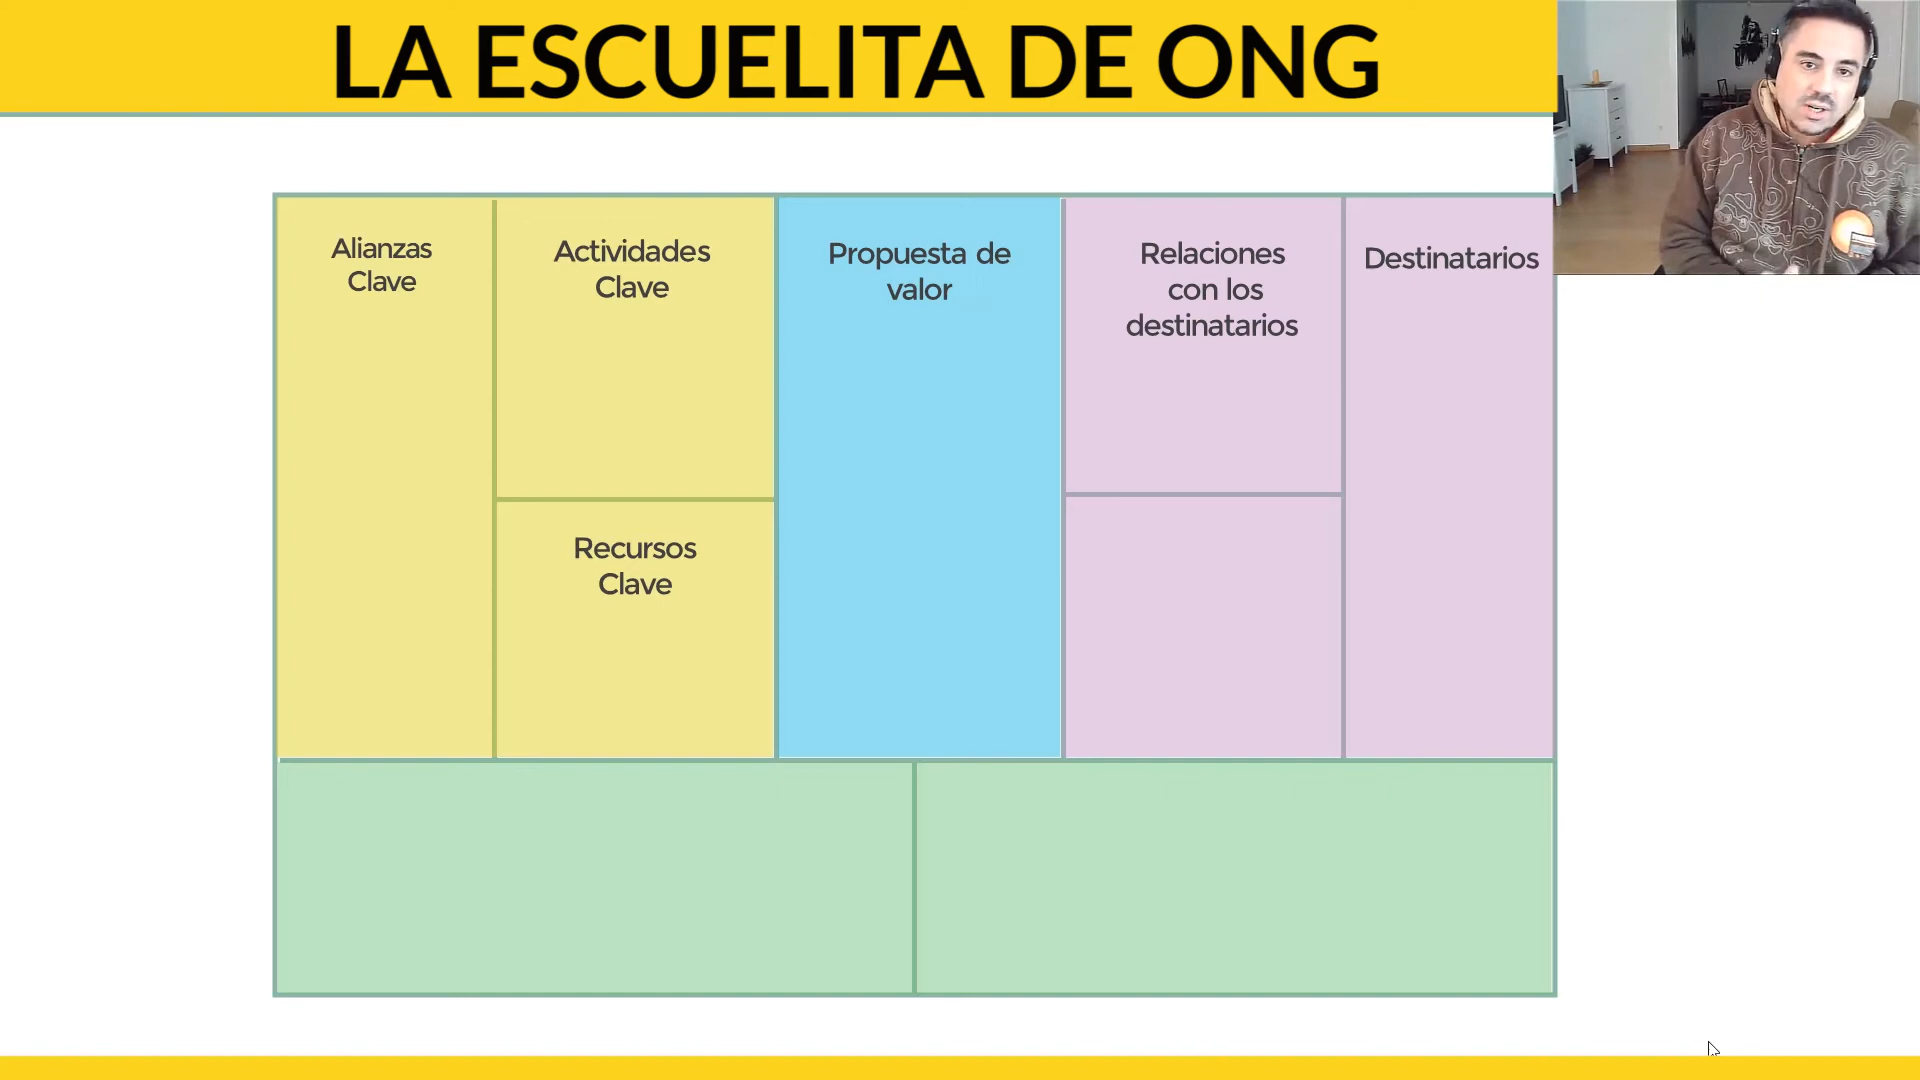 LA ESCUELITA DE ONG
Alianzas
Clave
Actividades
Clave
Recursos
Clave
Propuesta de
valor
Relaciones
con los
destinatarios
Destinatarios